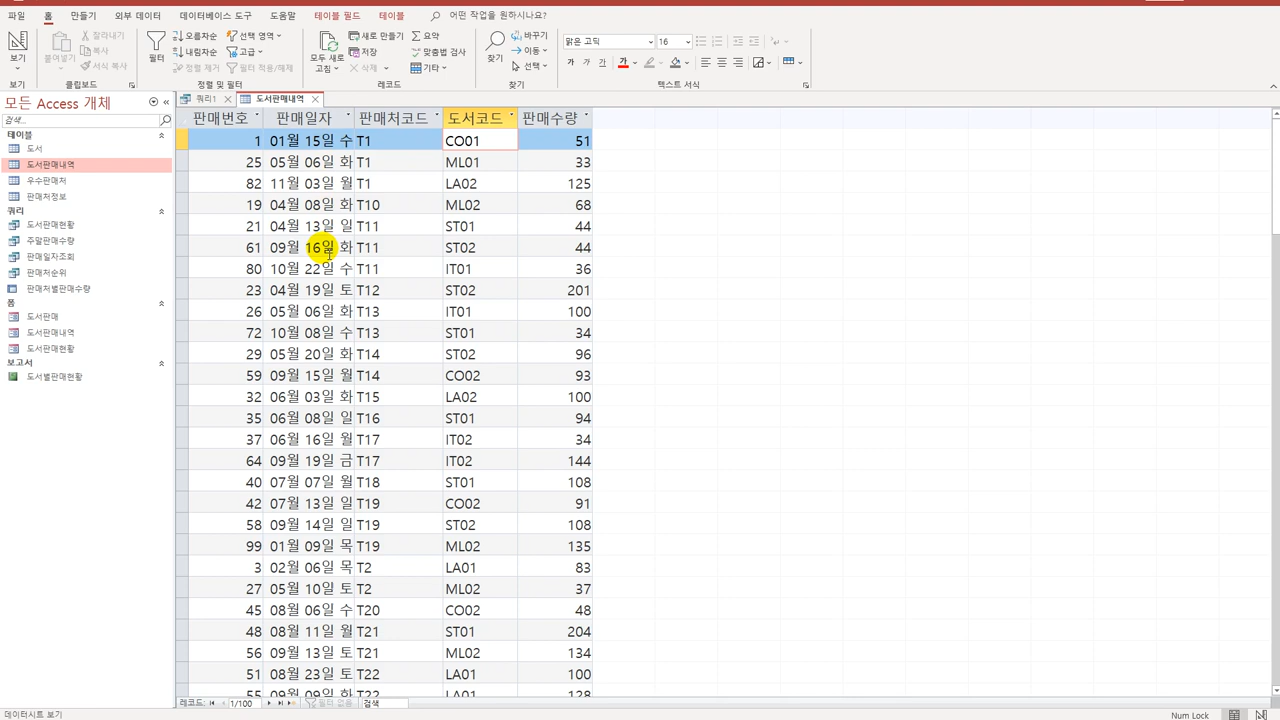 파일 홈 만들기 외부 데이터 데이터베이스 도구 도움말 테이블 필드 테이블 어떤 작업을 원하시나요?
보기
붙여넣기
잘라내기
복사
서식 복사
필터
오름차순
내림차순
정렬 제거
선택 영역
고급
필터 적용/해제
모두 새로 고침
새로 만들기
저장
삭제
요약
맞춤법 검사
기타
찾기
바꾸기
이동
선택
맑은 고딕 16
가 가 가 가
보기 클립보드 정렬 및 필터 레코드 찾기 텍스트 서식
모든 Access 개체
검색...
테이블
도서
도서판매내역
우수판매처
판매처정보
쿼리
도서판매현황
주말판매수량
판매일자조회
판매처순위
판매처별판매수량
폼
도서판매
도서판매내역
도서판매현황
보고서
도서별판매현황
쿼리1 도서판매내역
판매번호 판매일자 판매처코드 도서코드 판매수량
1 01월 15일 수 T1 CO01 51
25 05월 06일 화 T1 ML01 33
82 11월 03일 월 T1 LA02 125
19 04월 08일 화 T10 ML02 68
21 04월 13일 일 T11 ST01 44
61 09월 16일 화 T11 ST02 44
80 10월 22일 수 T11 IT01 36
23 04월 19일 토 T12 ST02 201
26 05월 06일 화 T13 IT01 100
72 10월 08일 수 T13 ST01 34
29 05월 20일 화 T14 ST02 96
59 09월 15일 월 T14 CO02 93
32 06월 03일 화 T15 LA02 100
35 06월 08일 일 T16 ST01 94
37 06월 16일 월 T17 IT02 34
64 09월 19일 금 T17 IT02 144
40 07월 07일 월 T18 ST01 108
42 07월 13일 일 T19 CO02 91
58 09월 14일 일 T19 ST02 108
99 01월 09일 목 T19 ML02 135
3 02월 06일 목 T2 LA01 83
27 05월 10일 토 T2 ML02 37
45 08월 06일 수 T20 CO02 48
48 08월 11일 월 T21 ST01 204
56 09월 13일 토 T21 ML02 134
51 08월 23일 토 T22 LA01 100
55 09월 09일 화 T22 LA01 128
레코드: 1/100 필터 없음 검색
데이터시트 보기 Num Lock